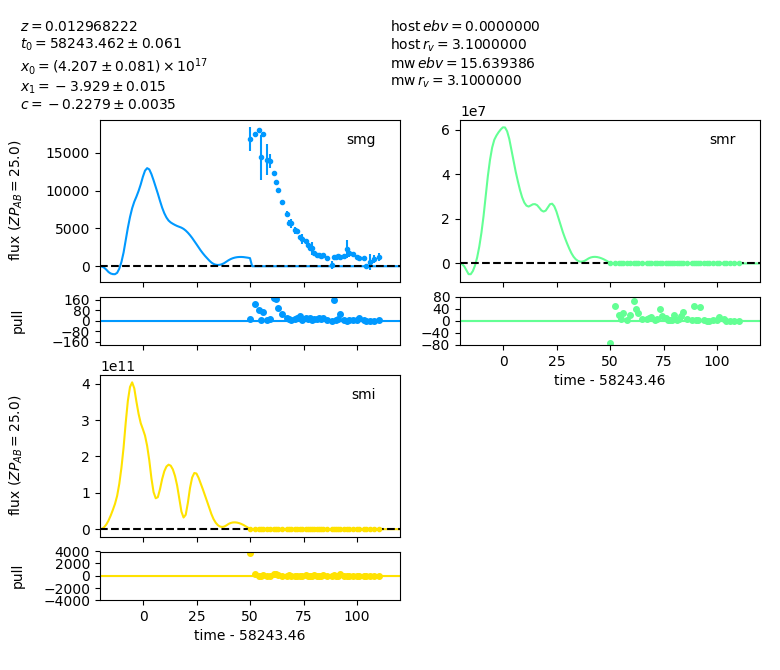 z = 0.012968222
t₀ = 58243.462 ± 0.061
x₀ = (4.207 ± 0.081) × 10¹⁷
x₁ = −3.929 ± 0.015
c = −0.2279 ± 0.0035
host ebv = 0.0000000
host r_v = 3.1000000
mw ebv = 15.639386
mw r_v = 3.1000000
smg
flux (ZP_AB = 25.0)
15000
10000
5000
0
pull
160
80
0
−80
−160
1e7
smr
6
4
2
0
80
40
0
−40
−80
0 25 50 75 100
time - 58243.46
1e11
smi
flux (ZP_AB = 25.0)
4
3
2
1
0
pull
4000
2000
0
−2000
−4000
0 25 50 75 100
time - 58243.46